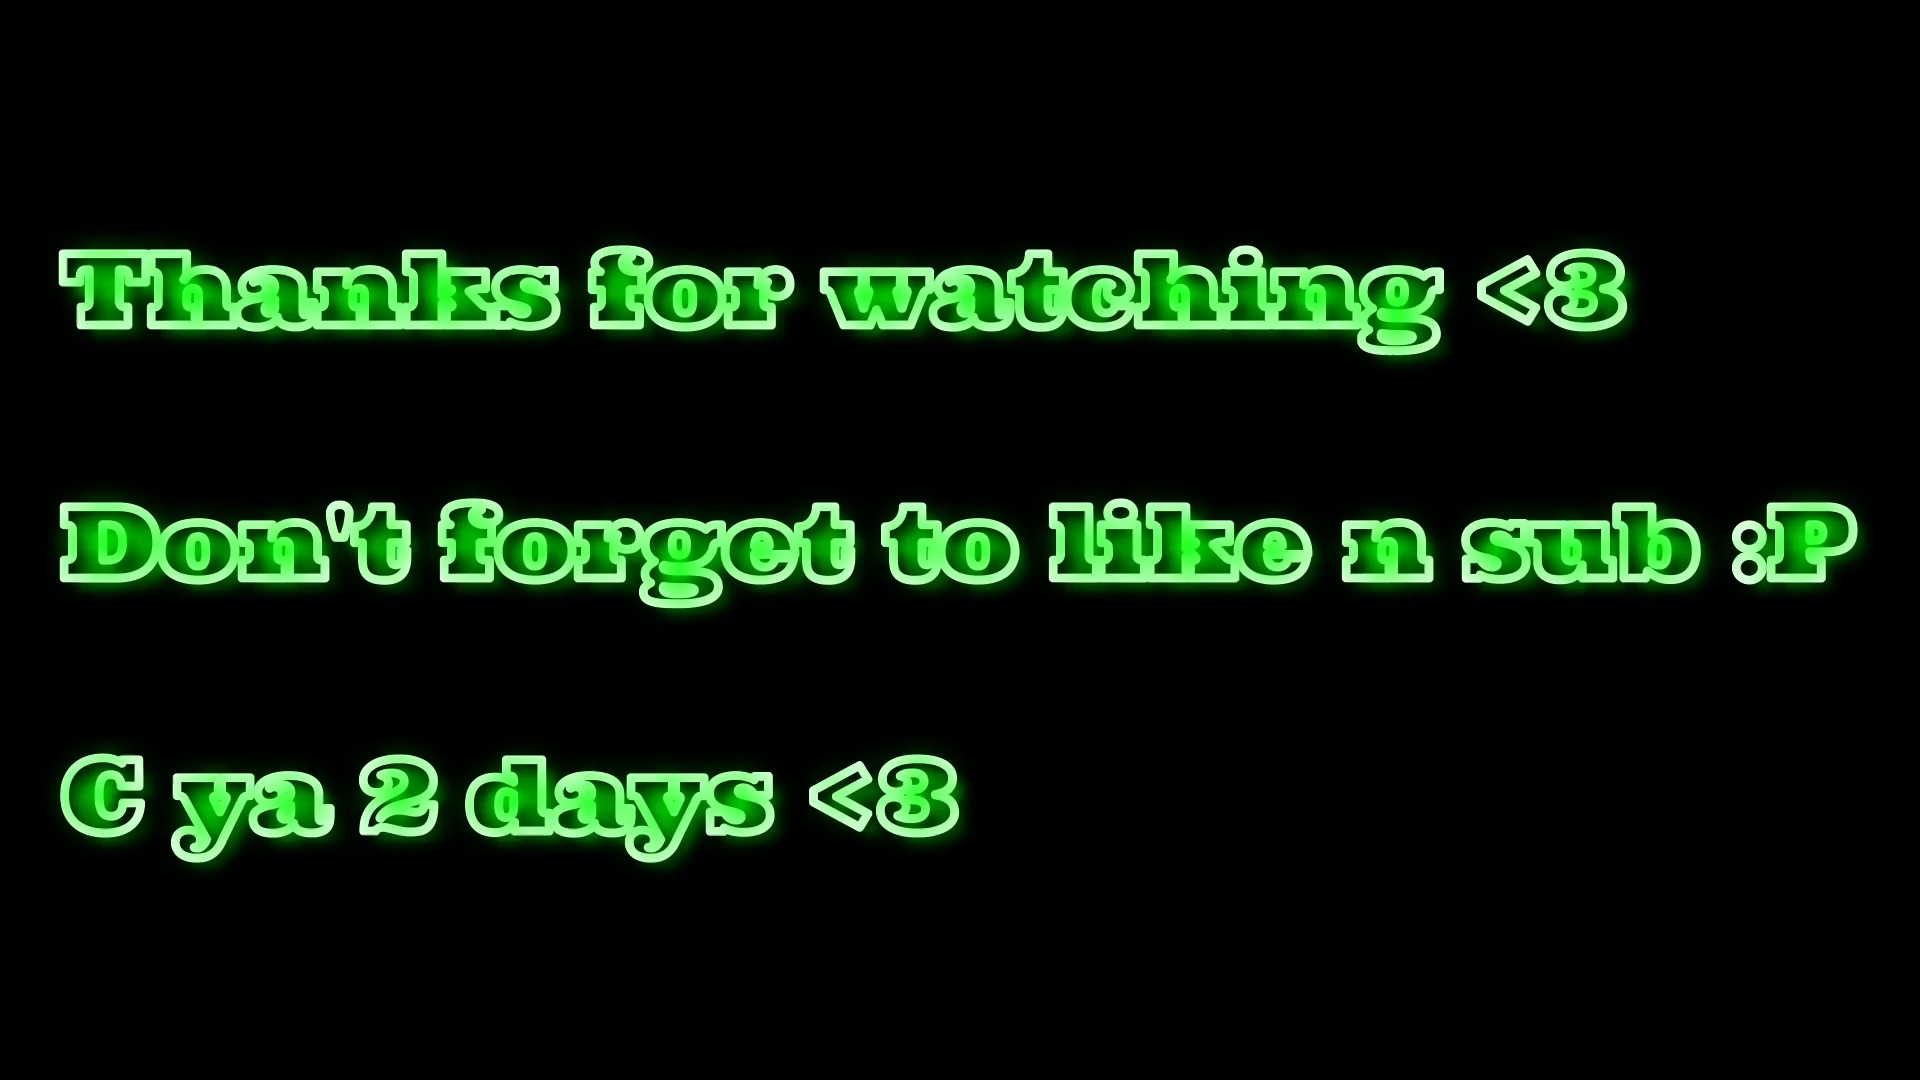 Thanks for watching <3
Don't forget to like n sub :P
C ya 2 days <3